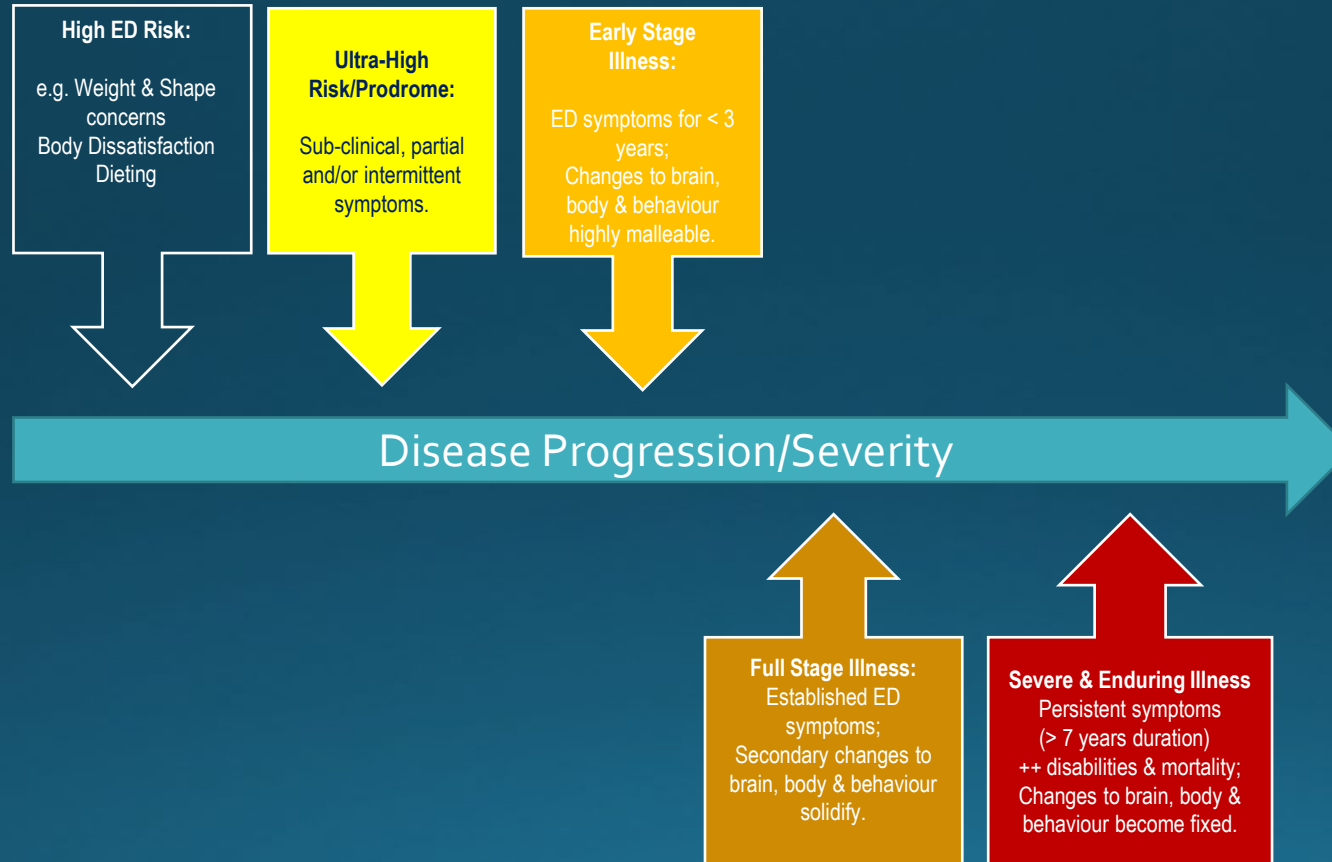 High ED Risk:
e.g. Weight & Shape
concerns
Body Dissatisfaction
Dieting
Ultra-High
Risk/Prodrome:
Sub-clinical, partial
and/or intermittent
symptoms.
Early Stage
Illness:
ED symptoms for < 3
years;
Changes to brain,
body & behaviour
highly malleable.
Disease Progression/Severity
Full Stage Illness:
Established ED
symptoms;
Secondary changes to
brain, body & behaviour
solidify.
Severe & Enduring Illness
Persistent symptoms
(> 7 years duration)
++ disabilities & mortality;
Changes to brain, body &
behaviour become fixed.